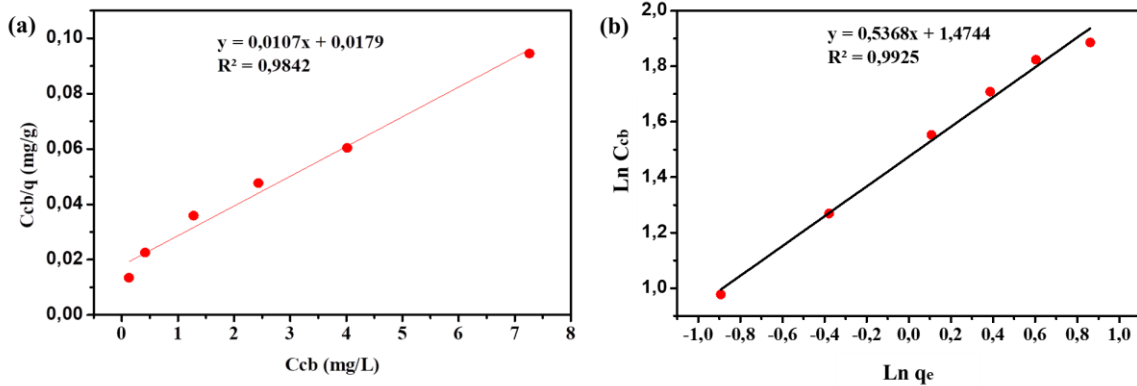 (a)
y = 0,0107x + 0,0179
R² = 0,9842
Ccb/q (mg/g)
0,10
0,08
0,06
0,04
0,02
0,00
0 1 2 3 4 5 6 7 8
Ccb (mg/L)
(b)
y = 0,5368x + 1,4744
R² = 0,9925
Ln Ccb
2,0
1,8
1,6
1,4
1,2
1,0
-1,0 -0,8 -0,6 -0,4 -0,2 0,0 0,2 0,4 0,6 0,8 1,0
Ln qe